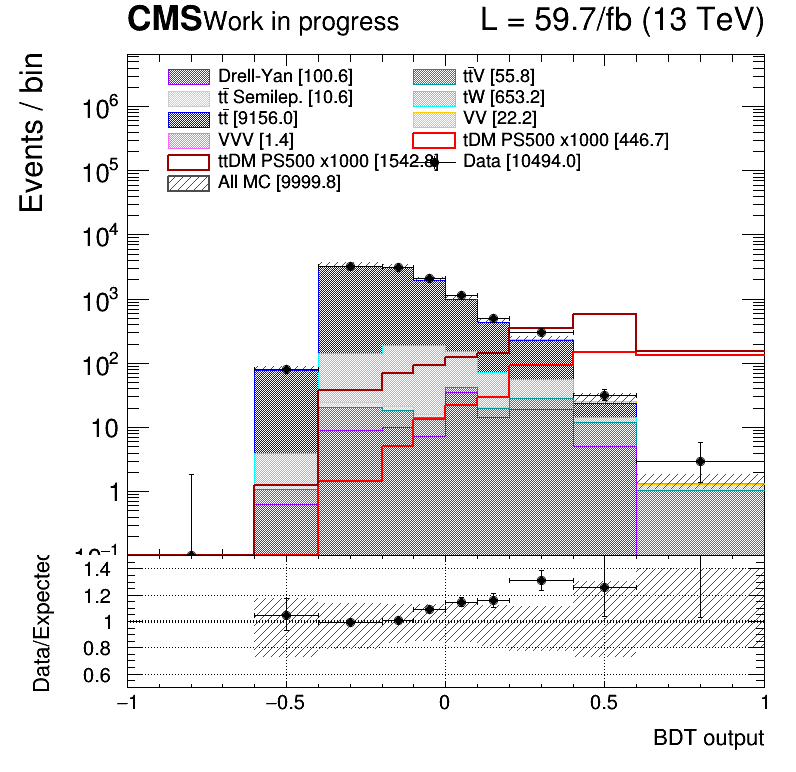 CMS Work in progress L = 59.7/fb (13 TeV)
Events / bin
10⁶
10⁵
10⁴
10³
10²
10
1
10⁻¹
Drell-Yan [100.6]
tt̄V [55.8]
tt̄ Semilep. [10.6]
tW [653.2]
tt̄ [9156.0]
VV [22.2]
VVV [1.4]
tDM PS500 x1000 [446.7]
ttDM PS500 x1000 [1542.8]
Data [10494.0]
All MC [9999.8]
Data/Expected
1.4
1.2
1
0.8
0.6
−1 −0.5 0 0.5 1
BDT output